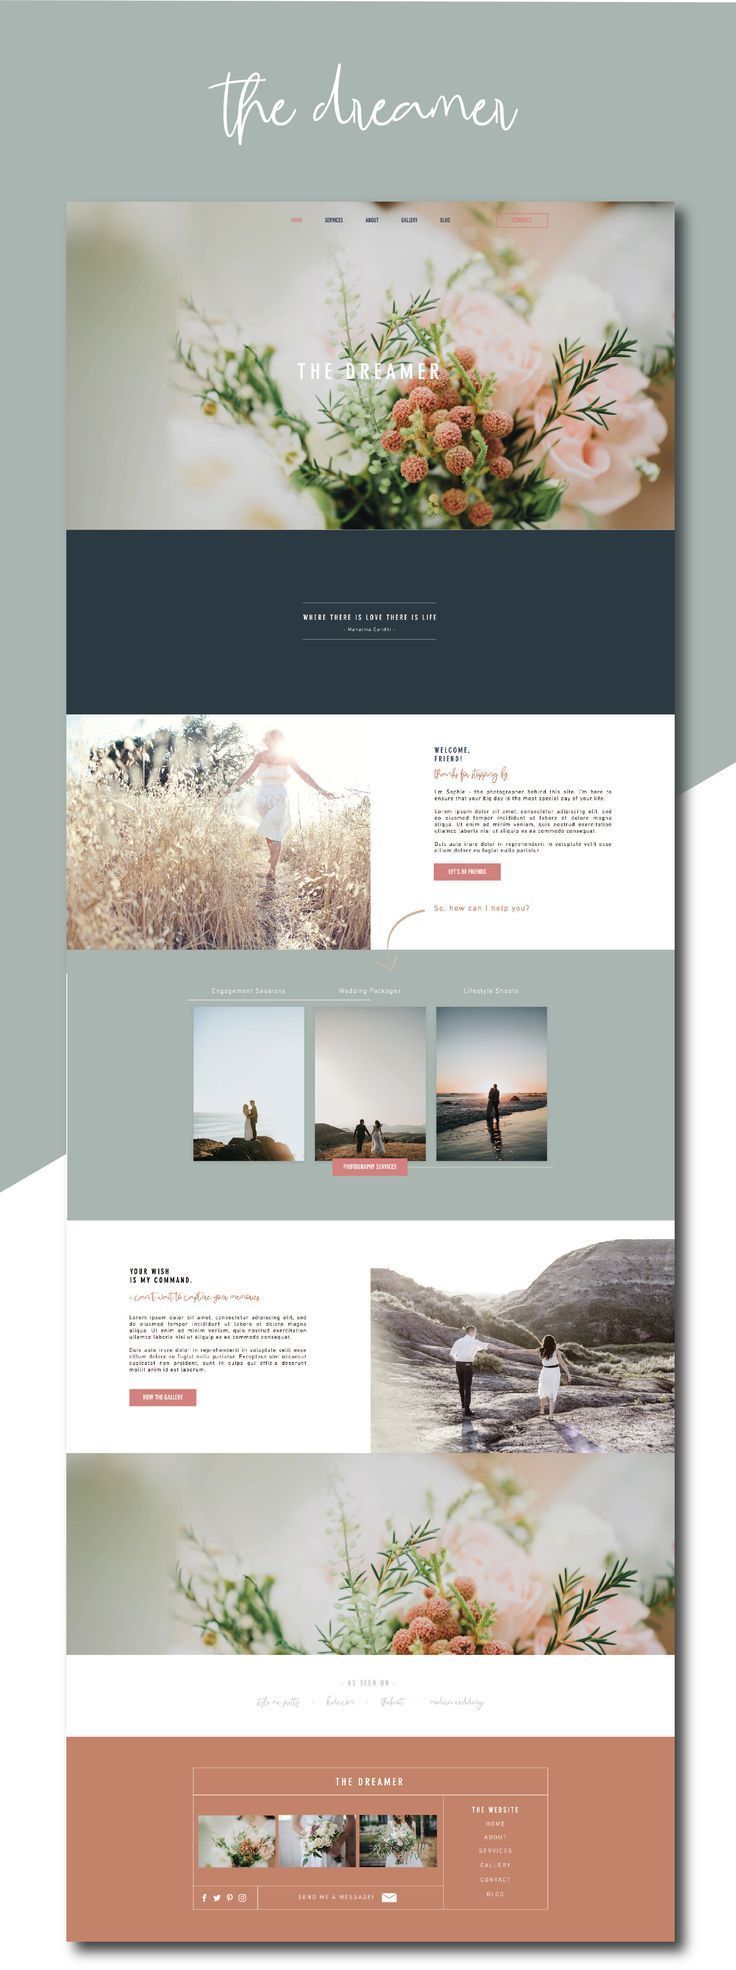 the dreamer
HOME SERVICES ABOUT GALLERY BLOG CONTACT
THE DREAMER
WHERE THERE IS LOVE THERE IS LIFE
- Mahatma Gandhi -
WELCOME,
FRIEND!
thanks for stopping by.
I'm Sophie - the photographer behind this site. I'm here to
ensure that your big day is the most special day of your life.
Lorem ipsum dolor sit amet, consectetur adipiscing elit, sed
do eiusmod tempor incididunt ut labore et dolore magna
aliqua. Ut enim ad minim veniam, quis nostrud exercitation
ullamco laboris nisi ut aliquip ex ea commodo consequat.
Duis aute irure dolor in reprehenderit in voluptate velit esse
cillum dolore eu fugiat nulla pariatur.
LET'S BE FRIENDS
So, how can I help you?
Engagement Sessions
Wedding Packages
Lifestyle Shoots
PHOTOGRAPHY SERVICES
YOUR WISH
IS MY COMMAND.
i can't wait to capture your memories
Lorem ipsum dolor sit amet, consectetur adipiscing elit, sed
do eiusmod tempor incididunt ut labore et dolore magna
aliqua. Ut enim ad minim veniam, quis nostrud exercitation
ullamco laboris nisi ut aliquip ex ea commodo consequat.
Duis aute irure dolor in reprehenderit in voluptate velit esse
cillum dolore eu fugiat nulla pariatur. Excepteur sint occaecat
cupidatat non proident, sunt in culpa qui officia deserunt
mollit anim id est laborum.
VIEW THE GALLERY
- AS SEEN ON -
style me pretty - - theknot - modern weddings
THE DREAMER
THE WEBSITE
HOME
ABOUT
SERVICES
GALLERY
CONTACT
BLOG
SEND ME A MESSAGE!